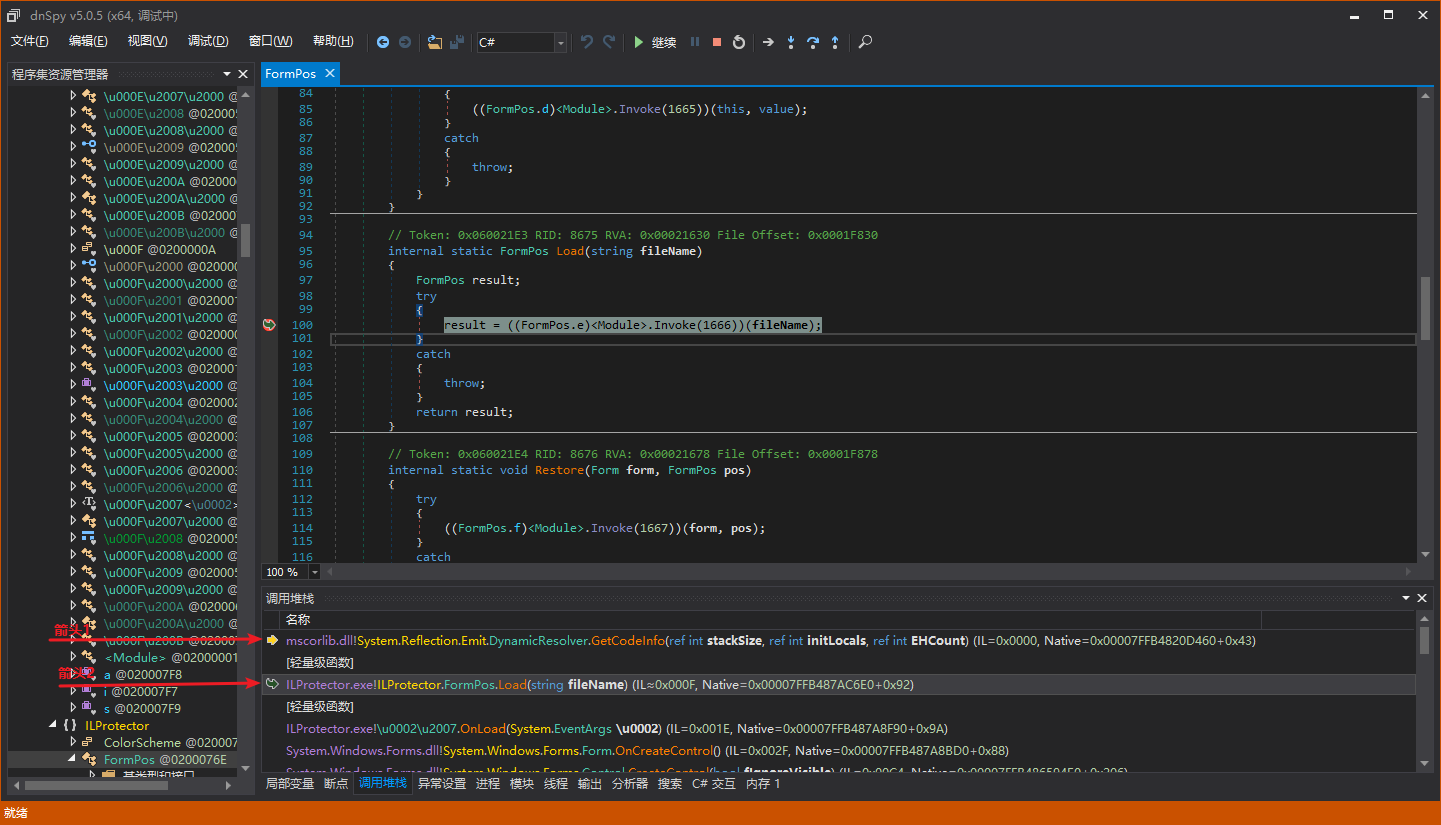 dnSpy v5.0.5 (x64, 调试中)
文件(F) 编辑(E) 视图(V) 调试(D) 窗口(W) 帮助(H) C# 继续
程序集资源管理器
FormPos
\u000E\u2007\u2000 @
\u000E\u2008 @02000
\u000E\u2008\u2000 @
\u000E\u2009 @02000
\u000E\u2009\u2000 @
\u000E\u200A @02000
\u000E\u200A\u2000 @
\u000E\u200B @02000
\u000E\u200B\u2000 @
\u000F @0200000A
\u000F\u2000 @02000
\u000F\u2000\u2000 @
\u000F\u2001 @02000
\u000F\u2001\u2000 @
\u000F\u2002 @02000
\u000F\u2002\u2000 @
\u000F\u2003 @02000
\u000F\u2003\u2000 @
\u000F\u2004 @02000
\u000F\u2004\u2000 @
\u000F\u2005 @02000
\u000F\u2005\u2000 @
\u000F\u2006 @02000
\u000F\u2006\u2000 @
\u000F\u2007<\u0002>
\u000F\u2007\u2000 @
\u000F\u2008 @02000
\u000F\u2008\u2000 @
\u000F\u2009 @02000
\u000F\u2009\u2000 @
\u000F\u200A @02000
\u000F\u200A\u2000 @
箭头1
\u000F\u200B @02000
<Module> @02000001
箭头2
a @020007F8
i @020007F7
s @020007F9
{ } ILProtector
ColorScheme @020007
FormPos @0200076E
基类型和接口
84 {
85 ((FormPos.d)<Module>.Invoke(1665))(this, value);
86 }
87 catch
88 {
89 throw;
90 }
91 }
92 }
93
94 // Token: 0x060021E3 RID: 8675 RVA: 0x00021630 File Offset: 0x0001F830
95 internal static FormPos Load(string fileName)
96 {
97 FormPos result;
98 try
99 {
100 result = ((FormPos.e)<Module>.Invoke(1666))(fileName);
101 }
102 catch
103 {
104 throw;
105 }
106 return result;
107 }
108
109 // Token: 0x060021E4 RID: 8676 RVA: 0x00021678 File Offset: 0x0001F878
110 internal static void Restore(Form form, FormPos pos)
111 {
112 try
113 {
114 ((FormPos.f)<Module>.Invoke(1667))(form, pos);
115 }
116 catch
100 %
调用堆栈
名称
mscorlib.dll!System.Reflection.Emit.DynamicResolver.GetCodeInfo(ref int stackSize, ref int initLocals, ref int EHCount) (IL=0x0000, Native=0x00007FFB4820D460+0x43)
[轻量级函数]
ILProtector.exe!ILProtector.FormPos.Load(string fileName) (IL≈0x000F, Native=0x00007FFB487AC6E0+0x92)
[轻量级函数]
ILProtector.exe!\u0002\u2007.OnLoad(System.EventArgs \u0002) (IL=0x001E, Native=0x00007FFB487A8F90+0x9A)
System.Windows.Forms.dll!System.Windows.Forms.Form.OnCreateControl() (IL=0x002F, Native=0x00007FFB487A8BD0+0x88)
System.Windows.Forms.dll!System.Windows.Forms.Control.CreateControl(bool fIgnoreVisible)
局部变量 断点 调用堆栈 异常设置 进程 模块 线程 输出 分析器 搜索 C# 交互 内存 1
就绪